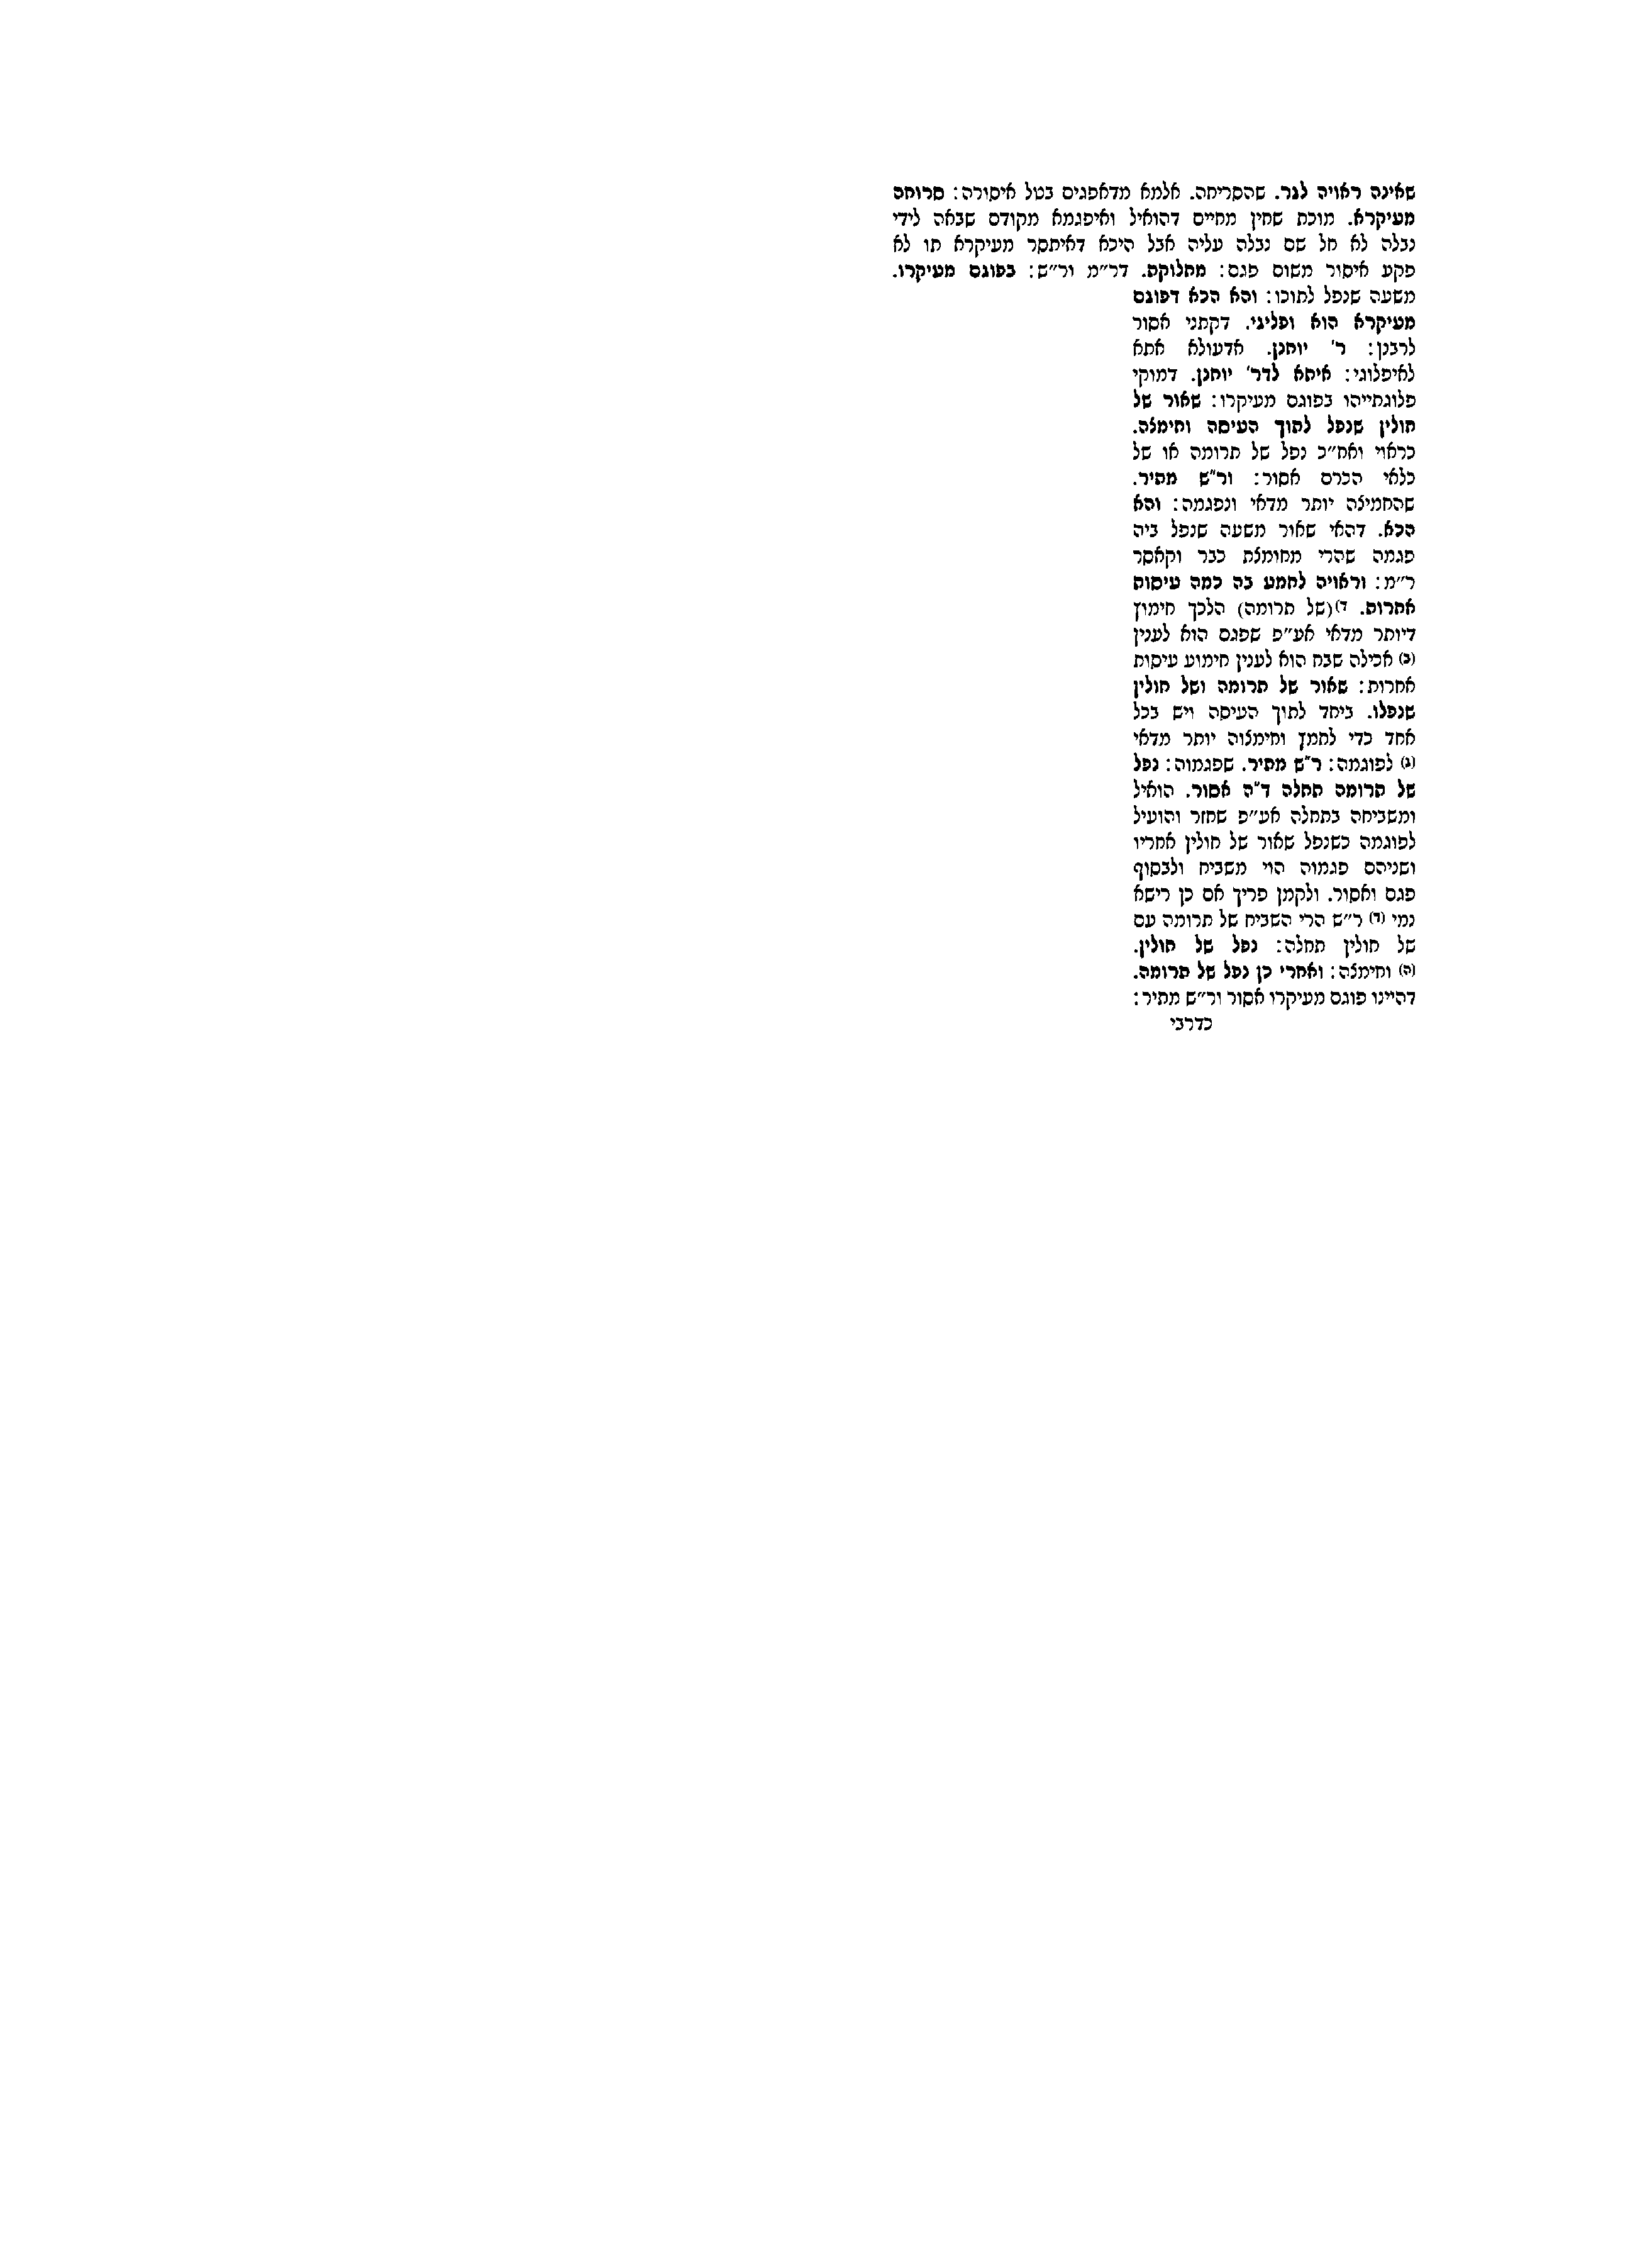 שאינה ראויה לגר. שהסריחה. אלמא מדאפגים בטל איסורה: סרוחה
מעיקרא. מוכת שחין מחיים דהואיל ואיפגמא מקודם שבאה לידי
נבלה לא חל שם נבלה עליה אבל היכא דאיתסר מעיקרא תו לא
פקע איסור משום פגם: מחלוקת. דר״מ ור״ש: בפוגם מעיקרו.
משעה שנפל לתוכו: והא הכא דפוגם
מעיקרא הוא ופליגי. דקתני אסור
לרבנן: ר' יוחנן. אדעולא אתא
לאיפלוגי: איתא לדר' יוחנן. דמוקי
פלוגתייהו בפוגם מעיקרו: שאור של
חולין שנפל לתוך העיסה וחימצה.
כראוי ואח״כ נפל של תרומה או של
כלאי הכרם אסור: ור״ש מתיר.
שהחמיצה יותר מדאי ונפגמה: והא
הכא. דהאי שאור משעה שנפל ביה
פגמה שהרי מחומצת כבר וקאסר
ר״מ: וראויה לחמע בה כמה עיסות
אחרות. ד)(של תרומה) הלכך חימוץ
דיותר מדאי אע״פ שפגם הוא לענין
(ב) אכילה שבח הוא לענין חימוע עיסות
אחרות: שאור של תרומה ושל חולין
שנפלו. ביחד לתוך העיסה ויש בכל
אחד כדי לחמץ וחימצוה יותר מדאי
(ג) לפוגמה: ר״ש מתיר. שפגמוה: נפל
של תרומה תחלה ד״ה אסור. הואיל
ומשביחה בתחלה אע״פ שחזר והועיל
לפוגמה כשנפל שאור של חולין אחריו
ושניהם פגמוה הוי משביח ולבסוף
פגם ואסור. ולקמן פריך אם כן רישא
נמי (ד) ר״ש הרי השביח של תרומה עם
של חולין תחלה: נפל של חולין.
(ה) וחימצה: ואחרי כן נפל של תרומה.
דהיינו פוגם מעיקרו אסור ור״ש מתיר:
כדרבי